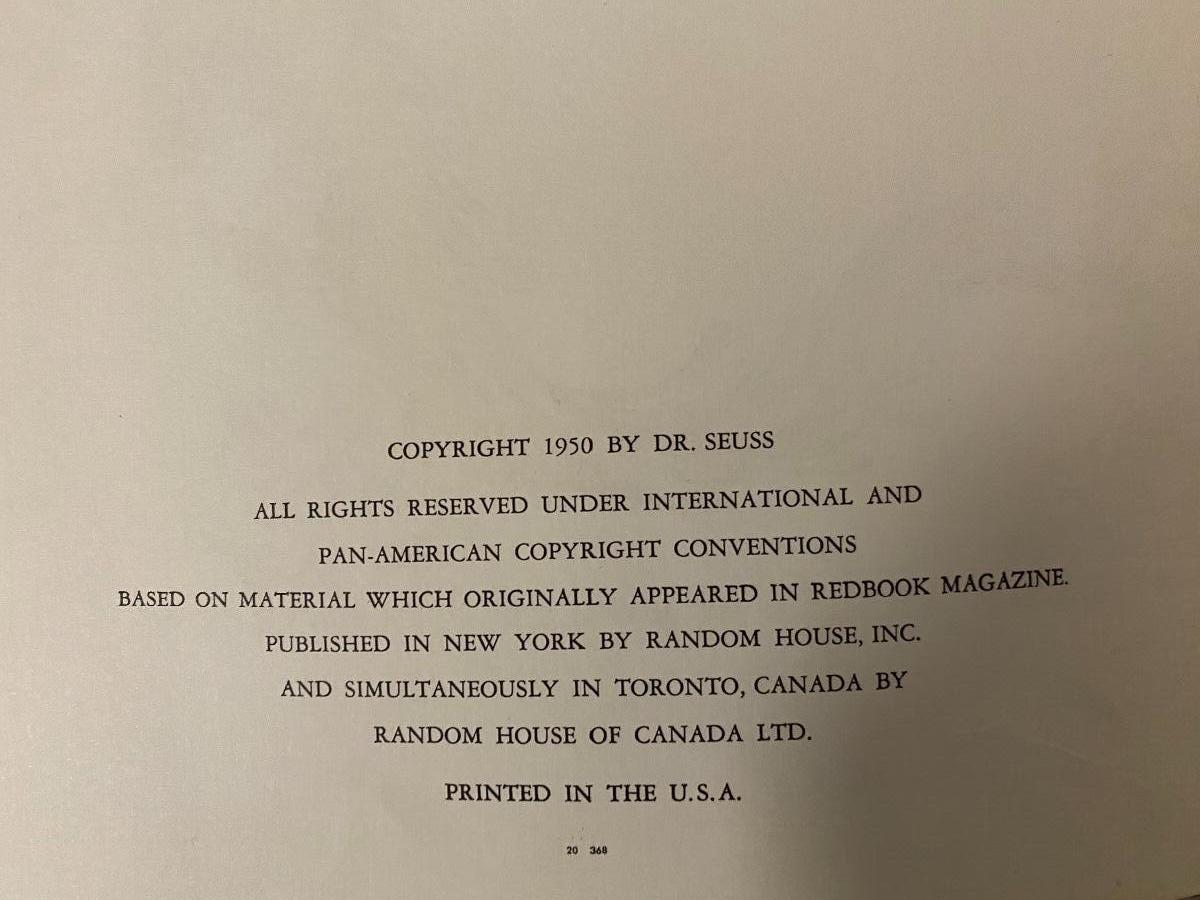 COPYRIGHT 1950 BY DR. SEUSS
ALL RIGHTS RESERVED UNDER INTERNATIONAL AND
PAN-AMERICAN COPYRIGHT CONVENTIONS
BASED ON MATERIAL WHICH ORIGINALLY APPEARED IN REDBOOK MAGAZINE.
PUBLISHED IN NEW YORK BY RANDOM HOUSE, INC.
AND SIMULTANEOUSLY IN TORONTO, CANADA BY
RANDOM HOUSE OF CANADA LTD.
PRINTED IN THE U.S.A.
20 368